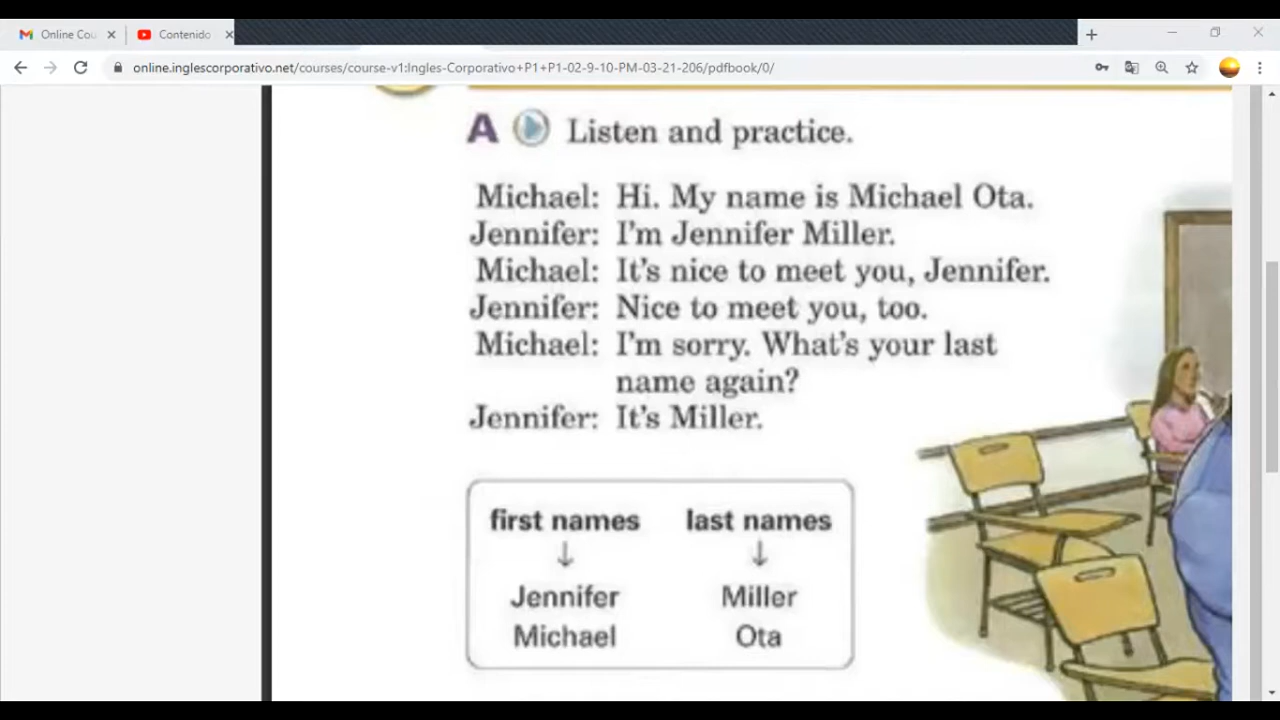 Online Cou
Contenido
online.inglescorporativo.net/courses/course-v1:Ingles-Corporativo+P1+P1-02-9-10-PM-03-21-206/pdfbook/0/
A Listen and practice.
Michael: Hi. My name is Michael Ota.
Jennifer: I'm Jennifer Miller.
Michael: It's nice to meet you, Jennifer.
Jennifer: Nice to meet you, too.
Michael: I'm sorry. What's your last
name again?
Jennifer: It's Miller.
first names last names
Jennifer Miller
Michael Ota